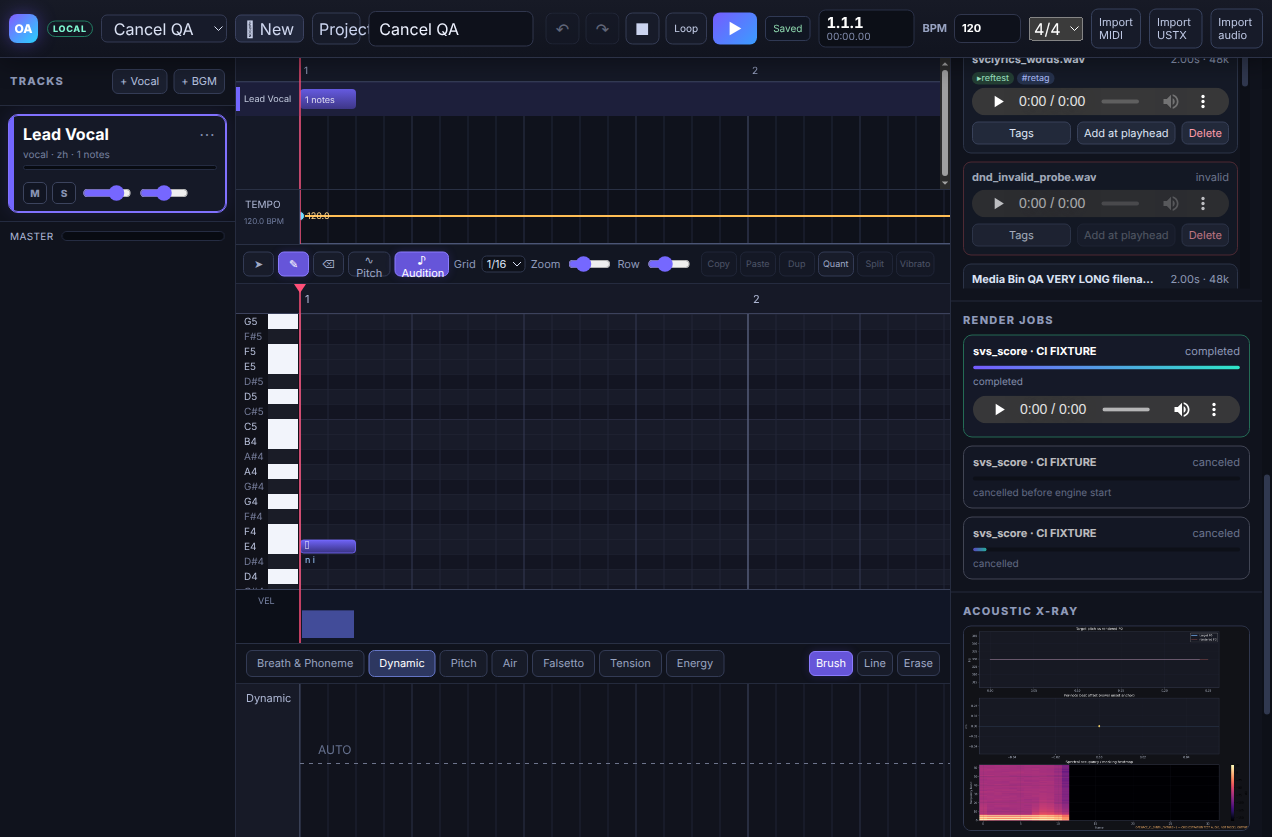 OA LOCAL Cancel QA New Project Cancel QA Loop Saved 1.1.1 BPM 120 4/4 Import MIDI Import USTX Import audio
00:00.00
TRACKS + Vocal + BGM
Lead Vocal ...
vocal · zh · 1 notes
M S
MASTER
1 2
Lead Vocal 1 notes
TEMPO
120.0 BPM 120.0
Pitch Audition Grid 1/16 Zoom Row Copy Paste Dup Quant Split Vibrato
1 2
G5
F#5
F5
E5
D#5
D5
C#5
C5
B4
A#4
A4
G#4
G4
F#4
F4
E4
D#4 n i
D4
VEL
Breath & Phoneme Dynamic Pitch Air Falsetto Tension Energy Brush Line Erase
Dynamic
AUTO
svclyrics_words.wav 2.00s · 48k
▸reftest #retag
0:00 / 0:00
Tags Add at playhead Delete
dnd_invalid_probe.wav invalid
0:00 / 0:00
Tags Add at playhead Delete
Media Bin QA VERY LONG filena... 2.00s · 48k
RENDER JOBS
svs_score · CI FIXTURE completed
completed
0:00 / 0:00
svs_score · CI FIXTURE canceled
cancelled before engine start
svs_score · CI FIXTURE canceled
cancelled
ACOUSTIC X-RAY